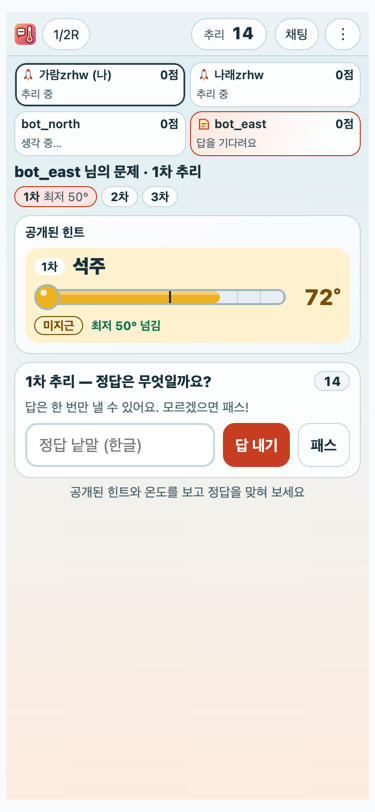 1/2R
추리 14
채팅
가람zrhw (나) 0점
추리 중
나래zrhw 0점
추리 중
bot_north 0점
생각 중...
bot_east 0점
답을 기다려요
bot_east 님의 문제 · 1차 추리
1차 최저 50°
2차
3차
공개된 힌트
1차 석주
72°
미지근 최저 50° 넘김
1차 추리 — 정답은 무엇일까요? 14
답은 한 번만 낼 수 있어요. 모르겠으면 패스!
정답 낱말 (한글)
답 내기
패스
공개된 힌트와 온도를 보고 정답을 맞혀 보세요